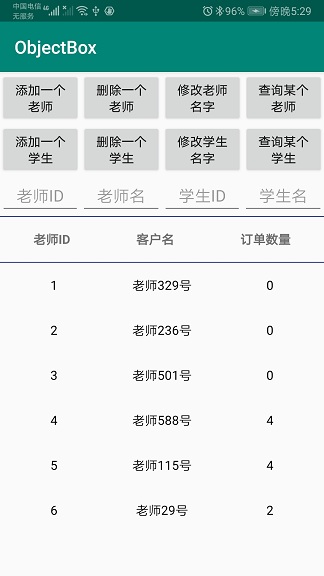 中国电信 4G
无服务
96% 傍晚5:29
ObjectBox
添加一个
老师
删除一个
老师
修改老师
名字
查询某个
老师
添加一个
学生
删除一个
学生
修改学生
名字
查询某个
学生
老师ID 老师名 学生ID 学生名
老师ID 客户名 订单数量
1 老师329号 0
2 老师236号 0
3 老师501号 0
4 老师588号 4
5 老师115号 4
6 老师29号 2